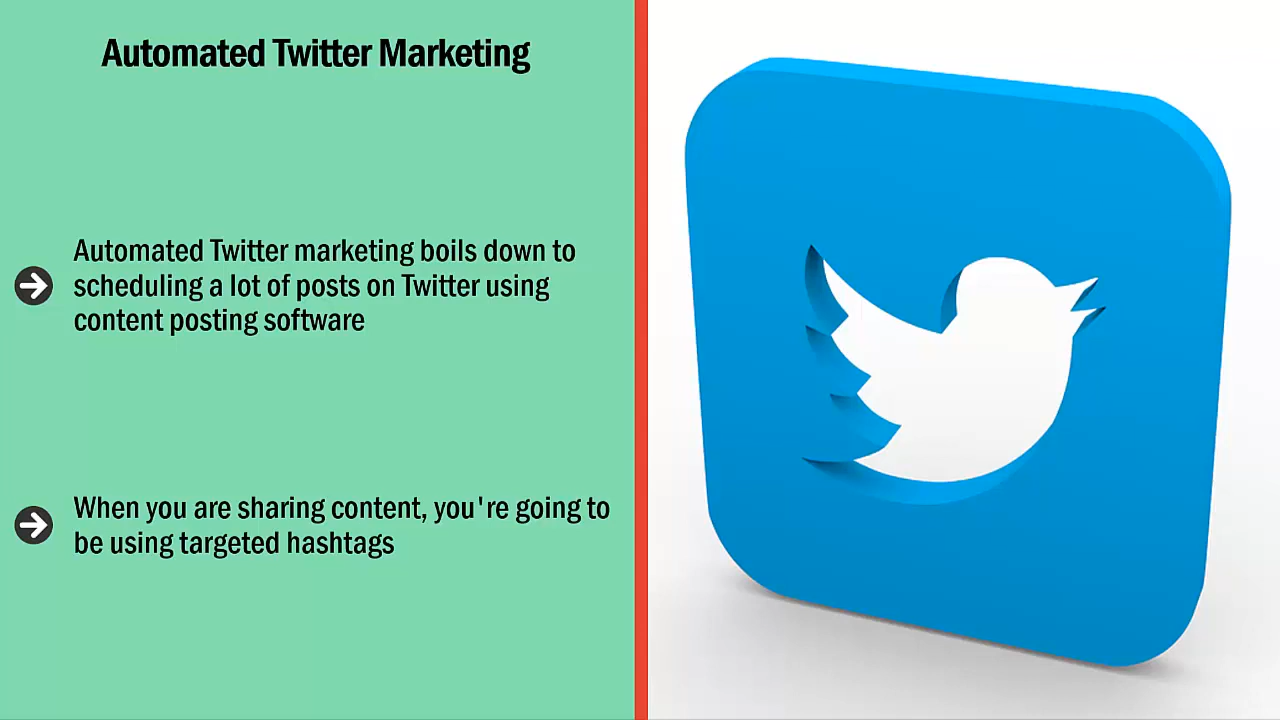 Automated Twitter Marketing
Automated Twitter marketing boils down to
scheduling a lot of posts on Twitter using
content posting software
When you are sharing content, you're going to
be using targeted hashtags